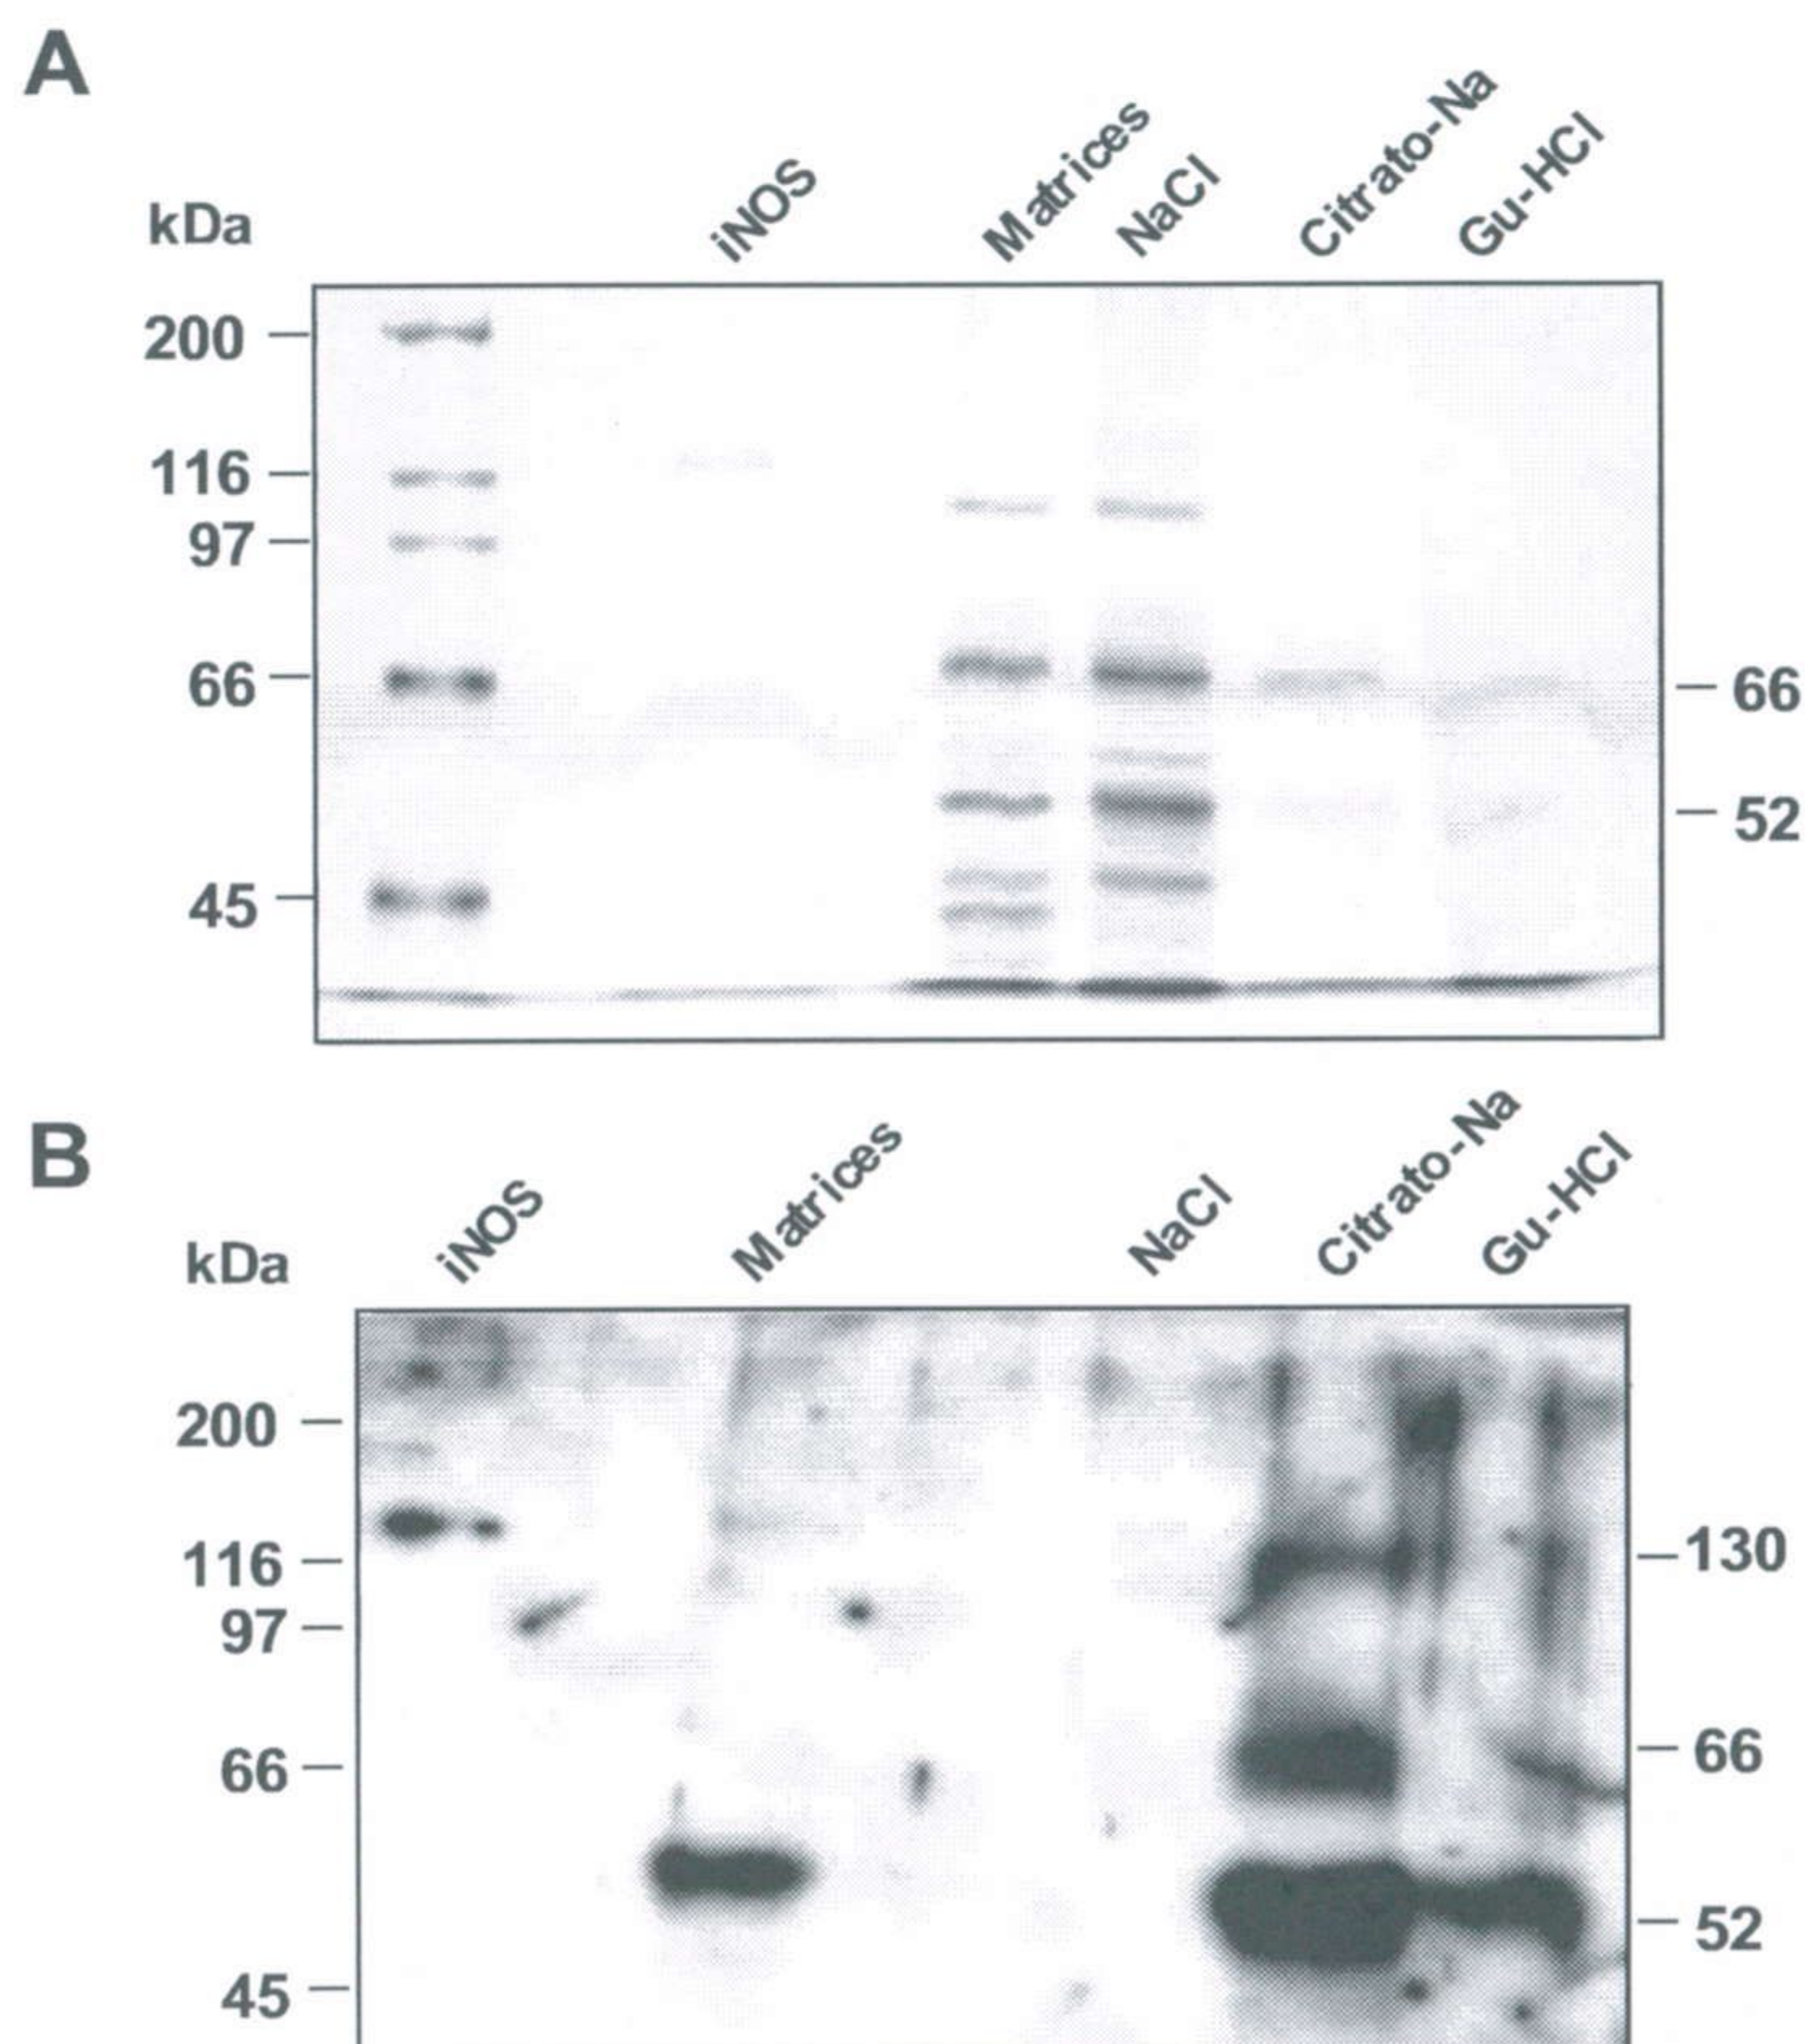 A
kDa
iNOS
Matrices
NaCl
Citrato-Na
Gu-HCl
200
116
97
66
45
66
52
B
kDa
iNOS
Matrices
NaCl
Citrato-Na
Gu-HCl
200
116
97
66
45
130
66
52